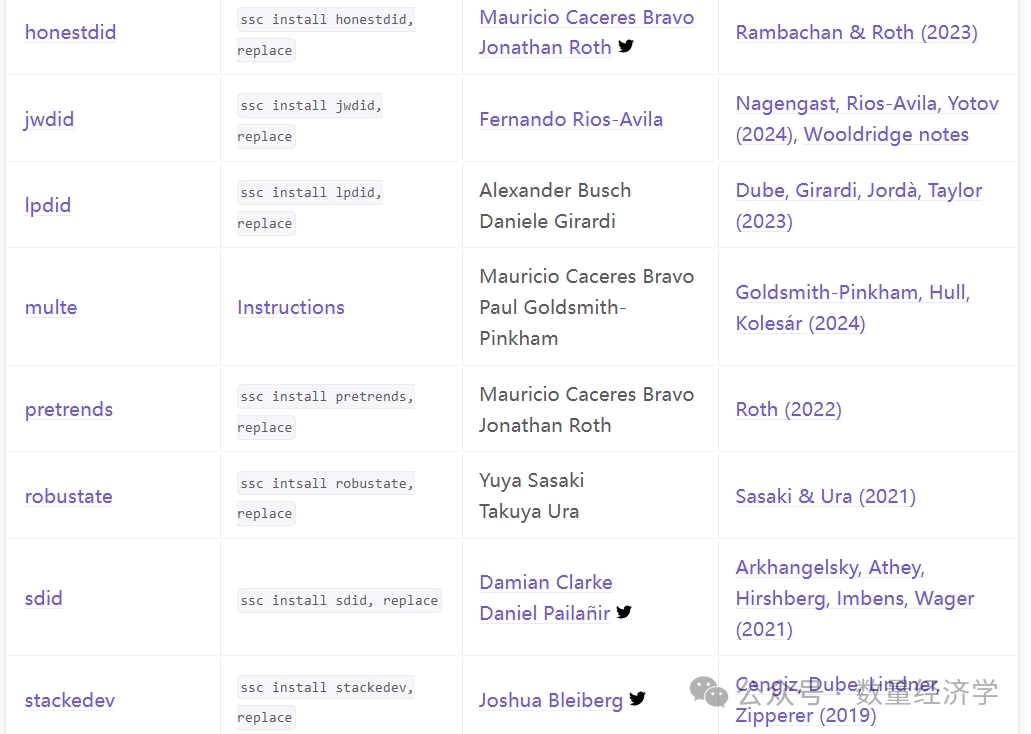 honestdid
ssc install honestdid,
replace
Mauricio Caceres Bravo
Jonathan Roth
Rambachan & Roth (2023)
jwdid
ssc install jwdid,
replace
Fernando Rios-Avila
Nagengast, Rios-Avila, Yotov
(2024), Wooldridge notes
lpdid
ssc install lpdid,
replace
Alexander Busch
Daniele Girardi
Dube, Girardi, Jordà, Taylor
(2023)
multe
Instructions
Mauricio Caceres Bravo
Paul Goldsmith-
Pinkham
Goldsmith-Pinkham, Hull,
Kolesár (2024)
pretrends
ssc install pretrends,
replace
Mauricio Caceres Bravo
Jonathan Roth
Roth (2022)
robustate
ssc intsall robustate,
replace
Yuya Sasaki
Takuya Ura
Sasaki & Ura (2021)
sdid
ssc install sdid, replace
Damian Clarke
Daniel Pailañir
Arkhangelsky, Athey,
Hirshberg, Imbens, Wager
(2021)
stackedev
ssc install stackedev,
replace
Joshua Bleiberg
Cengiz, Dube, Lindner,
Zipperer (2019)
公众号 · 数量经济学